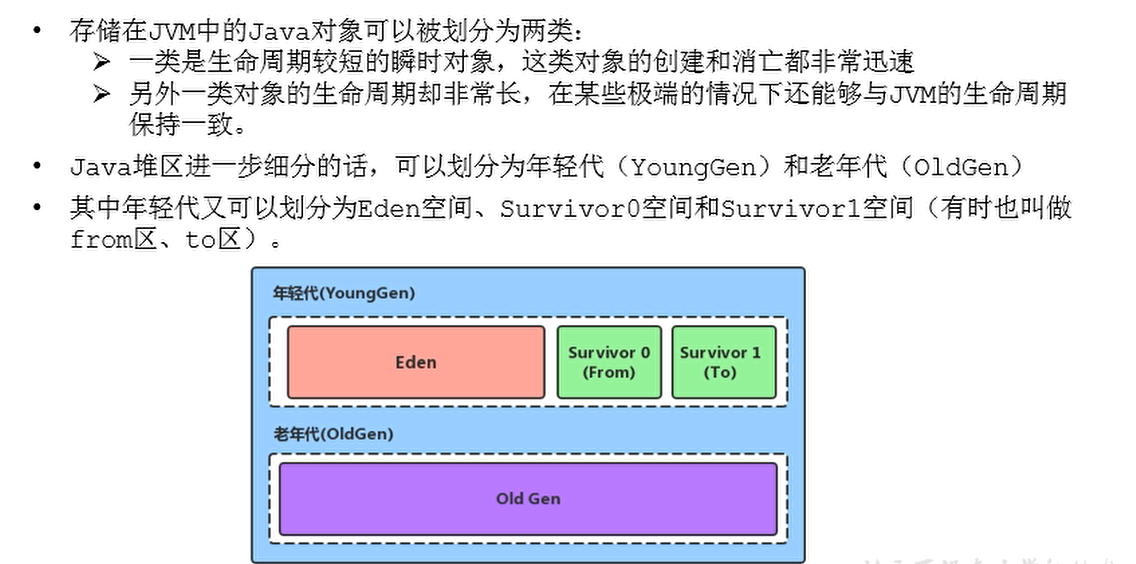 • 存储在JVM中的Java对象可以被划分为两类：
➢ 一类是生命周期较短的瞬时对象，这类对象的创建和消亡都非常迅速
➢ 另外一类对象的生命周期却非常长，在某些极端的情况下还能够与JVM的生命周期
保持一致。
• Java堆区进一步细分的话，可以划分为年轻代（YoungGen）和老年代（OldGen）
• 其中年轻代又可以划分为Eden空间、Survivor0空间和Survivor1空间（有时也叫做
from区、to区）。
年轻代(YoungGen)
Eden
Survivor 0
(From)
Survivor 1
(To)
老年代(OldGen)
Old Gen